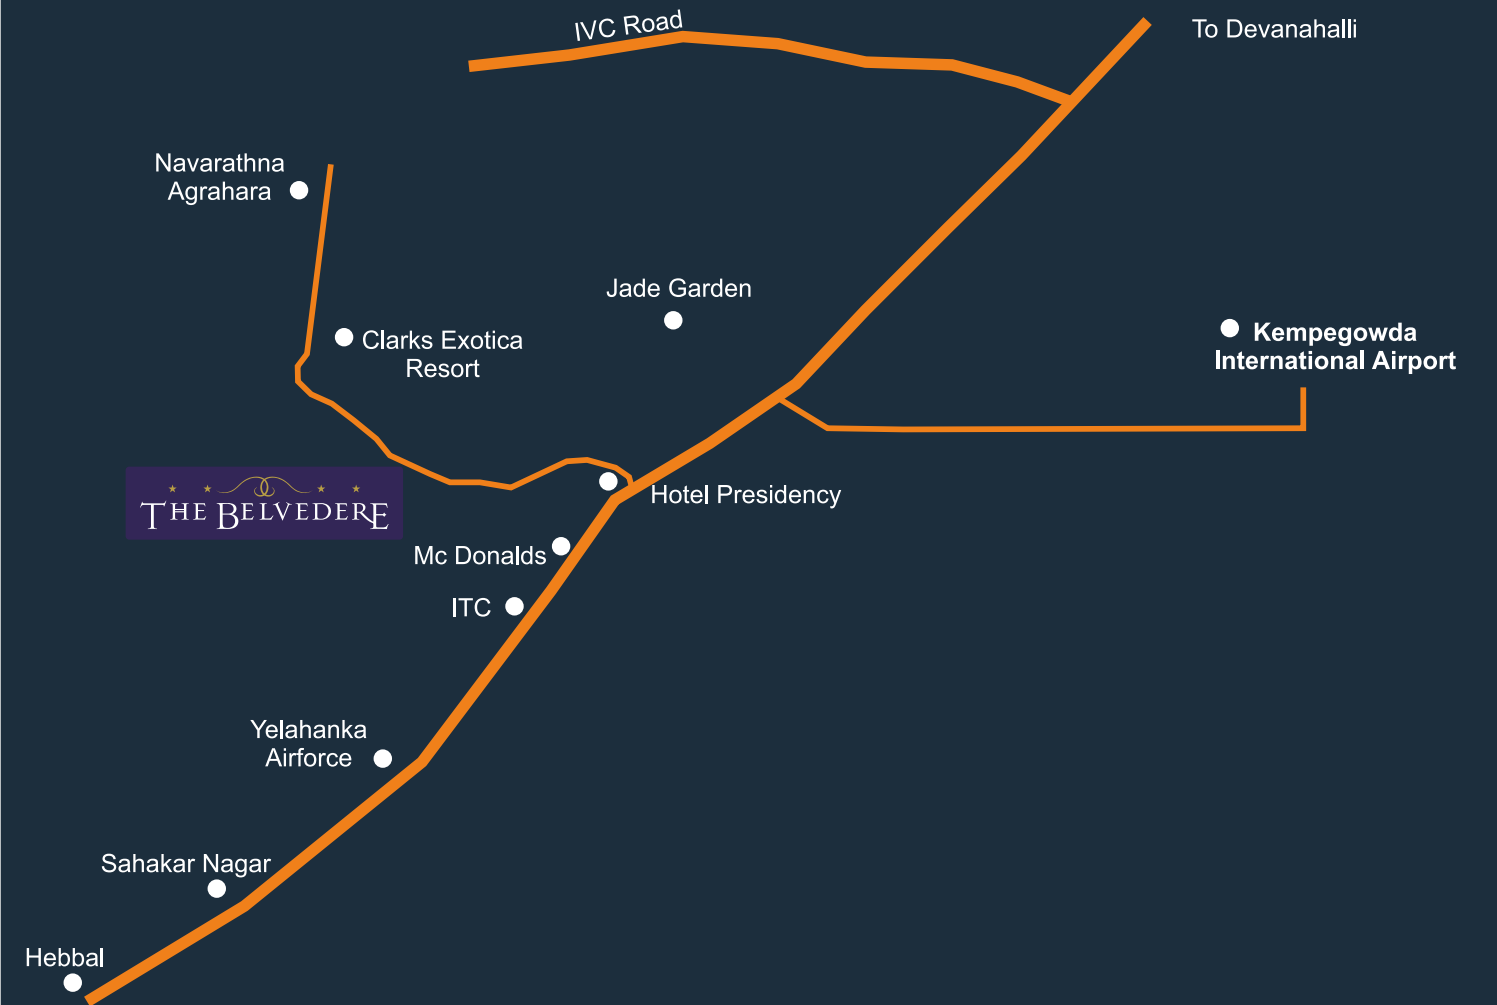 IVC Road
To Devanahalli
Navarathna
Agrahara
Jade Garden
Clarks Exotica
Resort
Kempegowda
International Airport
THE BELVEDERE
Hotel Presidency
Mc Donalds
ITC
Yelahanka
Airforce
Sahakar Nagar
Hebbal